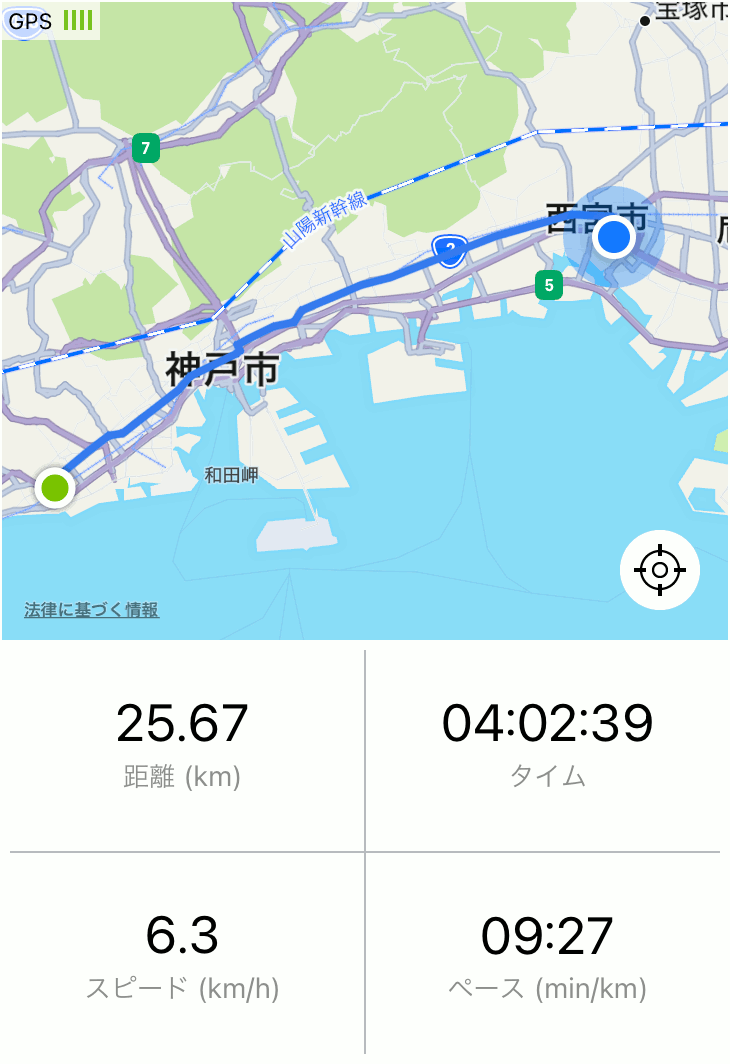 GPS
宝塚市
7
山陽新幹線
西宮市
2
5
神戸市
和田岬
法律に基づく情報
25.67
距離 (km)
04:02:39
タイム
6.3
スピード (km/h)
09:27
ペース (min/km)